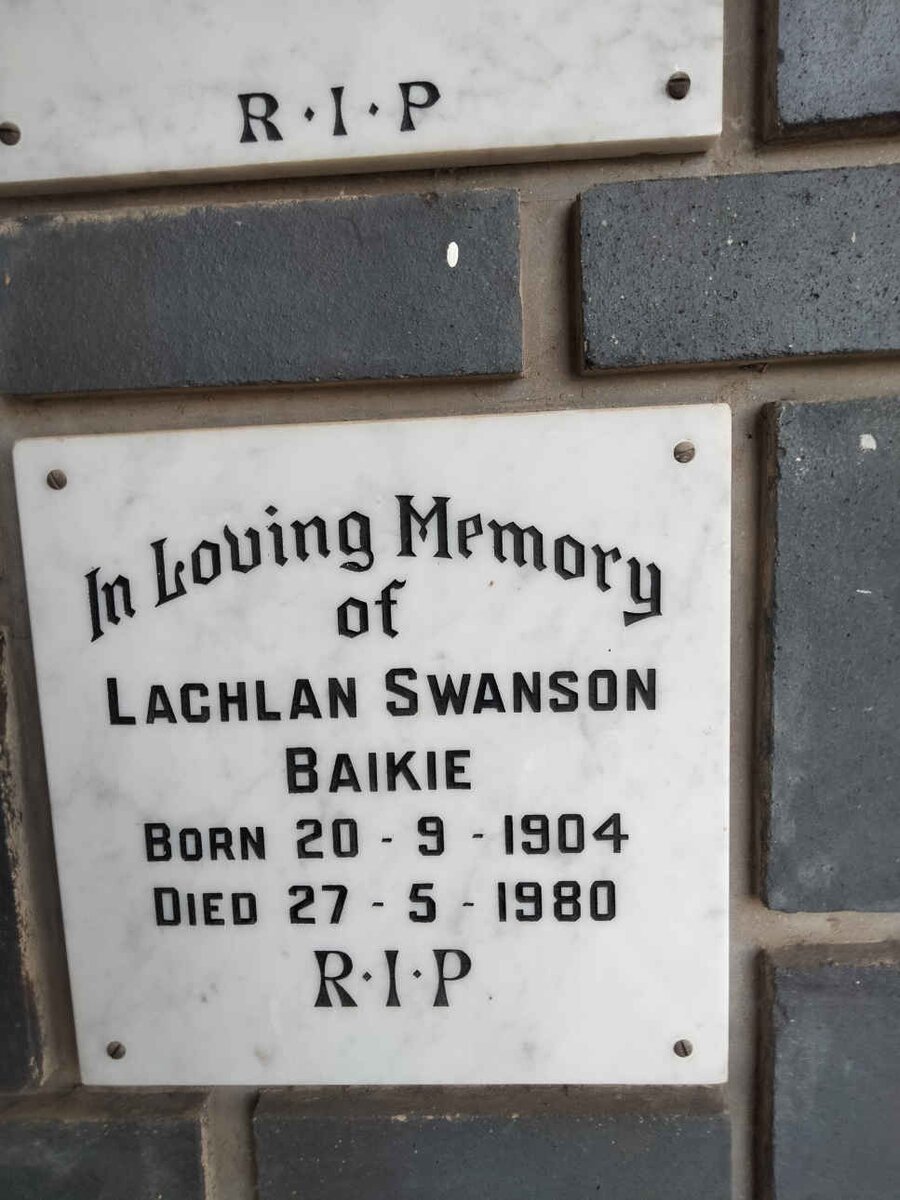 R·I·P
In Loving Memory
of
LACHLAN SWANSON
BAIKIE
BORN 20 - 9 - 1904
DIED 27 - 5 - 1980
R·I·P